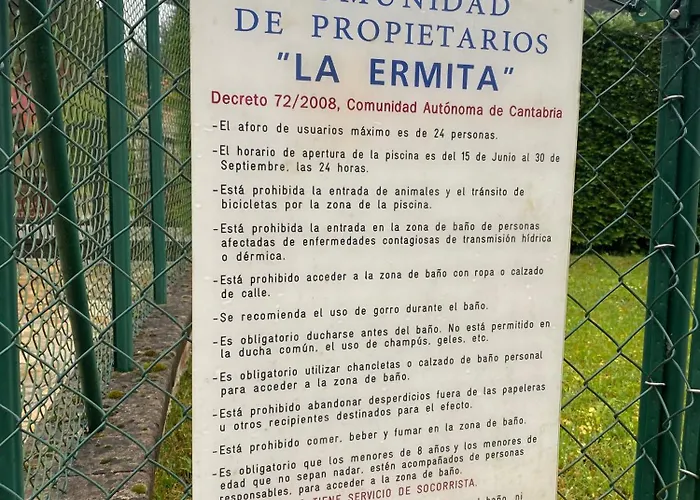 COMUNIDAD
DE PROPIETARIOS
"LA ERMITA"
Decreto 72/2008, Comunidad Autónoma de Cantabria
-El aforo de usuarios máximo es de 24 personas.
-El horario de apertura de la piscina es del 15 de Junio al 30 de
Septiembre, las 24 horas.
-Está prohibida la entrada de animales y el tránsito de
bicicletas por la zona de la piscina.
-Está prohibida la entrada en la zona de baño de personas
afectadas de enfermedades contagiosas de transmisión hídrica
o dérmica.
-Está prohibido acceder a la zona de baño con ropa o calzado
de calle.
-Se recomienda el uso de gorro durante el baño.
-Es obligatorio ducharse antes del baño. No está permitido en
la ducha común, el uso de champús, geles, etc.
-Es obligatorio utilizar chancletas o calzado de baño personal
para acceder a la zona de baño.
-Está prohibido abandonar desperdicios fuera de las papeleras
u otros recipientes destinados para el efecto.
-Está prohibido comer, beber y fumar en la zona de baño.
-Es obligatorio que los menores de 8 años y los menores de
edad que no sepan nadar, estén acompañados de personas
responsables, para acceder a la zona de baño.
TIENE SERVICIO DE SOCORRISTA.
baño, ni